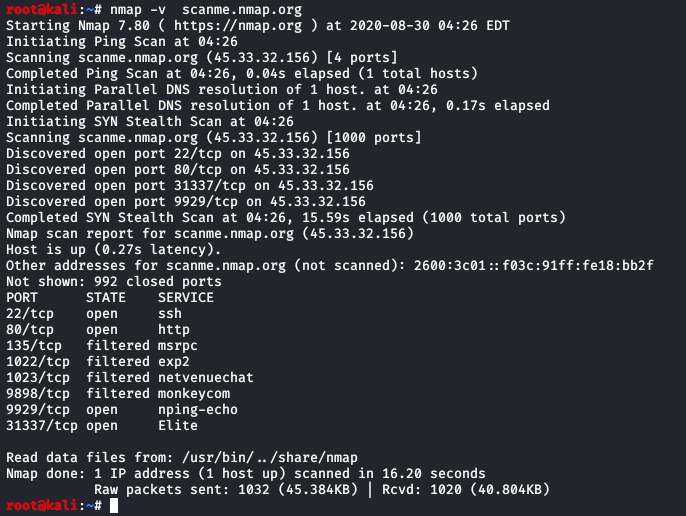 root@kali:~# nmap -v  scanme.nmap.org
Starting Nmap 7.80 ( https://nmap.org ) at 2020-08-30 04:26 EDT
Initiating Ping Scan at 04:26
Scanning scanme.nmap.org (45.33.32.156) [4 ports]
Completed Ping Scan at 04:26, 0.04s elapsed (1 total hosts)
Initiating Parallel DNS resolution of 1 host. at 04:26
Completed Parallel DNS resolution of 1 host. at 04:26, 0.17s elapsed
Initiating SYN Stealth Scan at 04:26
Scanning scanme.nmap.org (45.33.32.156) [1000 ports]
Discovered open port 22/tcp on 45.33.32.156
Discovered open port 80/tcp on 45.33.32.156
Discovered open port 31337/tcp on 45.33.32.156
Discovered open port 9929/tcp on 45.33.32.156
Completed SYN Stealth Scan at 04:26, 15.59s elapsed (1000 total ports)
Nmap scan report for scanme.nmap.org (45.33.32.156)
Host is up (0.27s latency).
Other addresses for scanme.nmap.org (not scanned): 2600:3c01::f03c:91ff:fe18:bb2f
Not shown: 992 closed ports
PORT      STATE    SERVICE
22/tcp    open     ssh
80/tcp    open     http
135/tcp   filtered msrpc
1022/tcp  filtered exp2
1023/tcp  filtered netvenuechat
9898/tcp  filtered monkeycom
9929/tcp  open     nping-echo
31337/tcp open     Elite
Read data files from: /usr/bin/../share/nmap
Nmap done: 1 IP address (1 host up) scanned in 16.20 seconds
           Raw packets sent: 1032 (45.384KB) | Rcvd: 1020 (40.804KB)
root@kali:~#